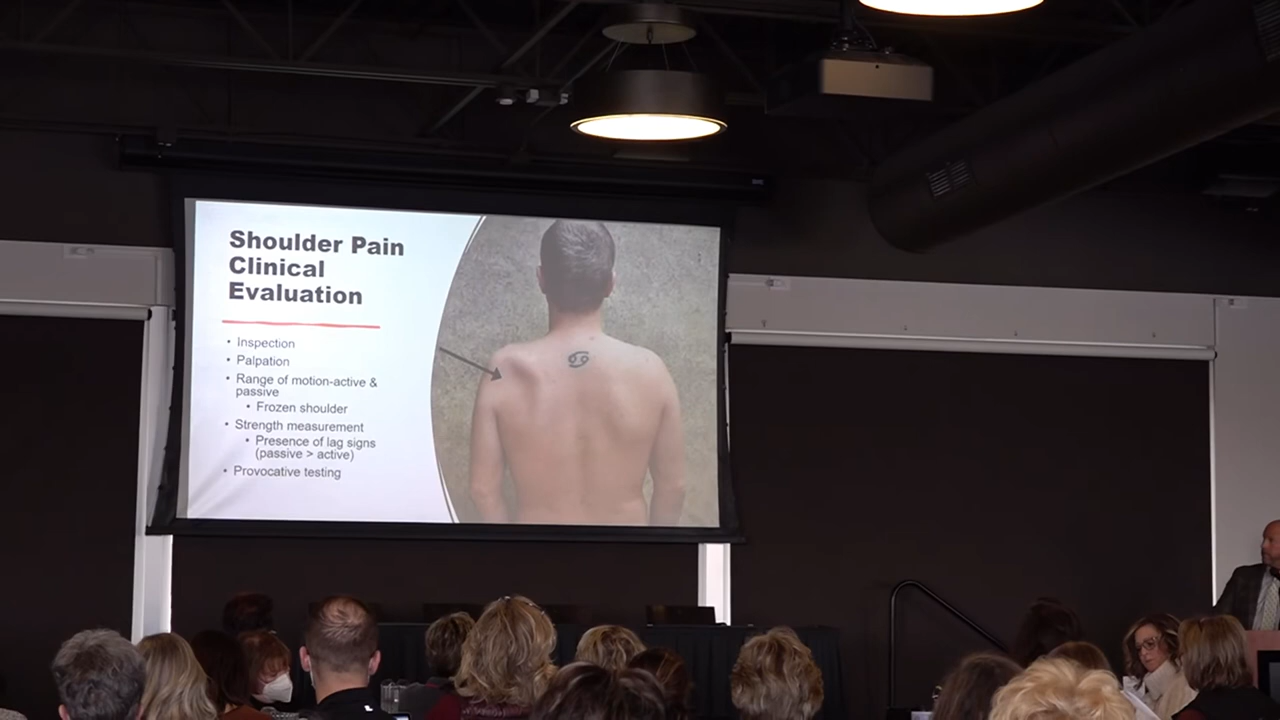 Shoulder Pain
Clinical
Evaluation
• Inspection
• Palpation
• Range of motion-active &
passive
• Frozen shoulder
• Strength measurement
• Presence of lag signs
(passive > active)
• Provocative testing